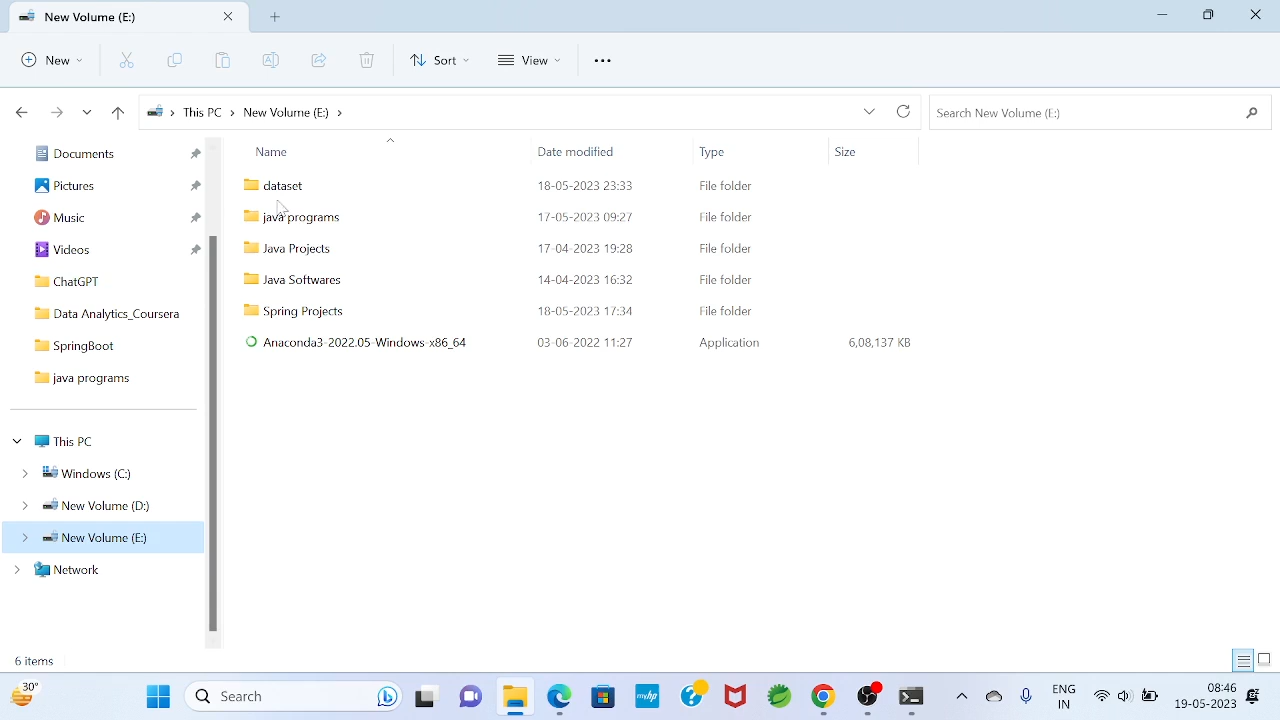 New Volume (E:)
New
Sort
View
This PC
New Volume (E:)
Search New Volume (E:)
Name
Date modified
Type
Size
Documents
Pictures
Music
Videos
ChatGPT
Data Analytics_Coursera
SpringBoot
java programs
This PC
Windows (C:)
New Volume (D:)
New Volume (E:)
Network
dataset 18-05-2023 23:33 File folder
java programs 17-05-2023 09:27 File folder
Java Projects 17-04-2023 19:28 File folder
Java Softwares 14-04-2023 16:32 File folder
Spring Projects 18-05-2023 17:34 File folder
Anaconda3-2022.05-Windows-x86_64 03-06-2022 11:27 Application 6,08,137 KB
6 items
30°
Search
myhp
ENG
IN
08:46
19-05-2023